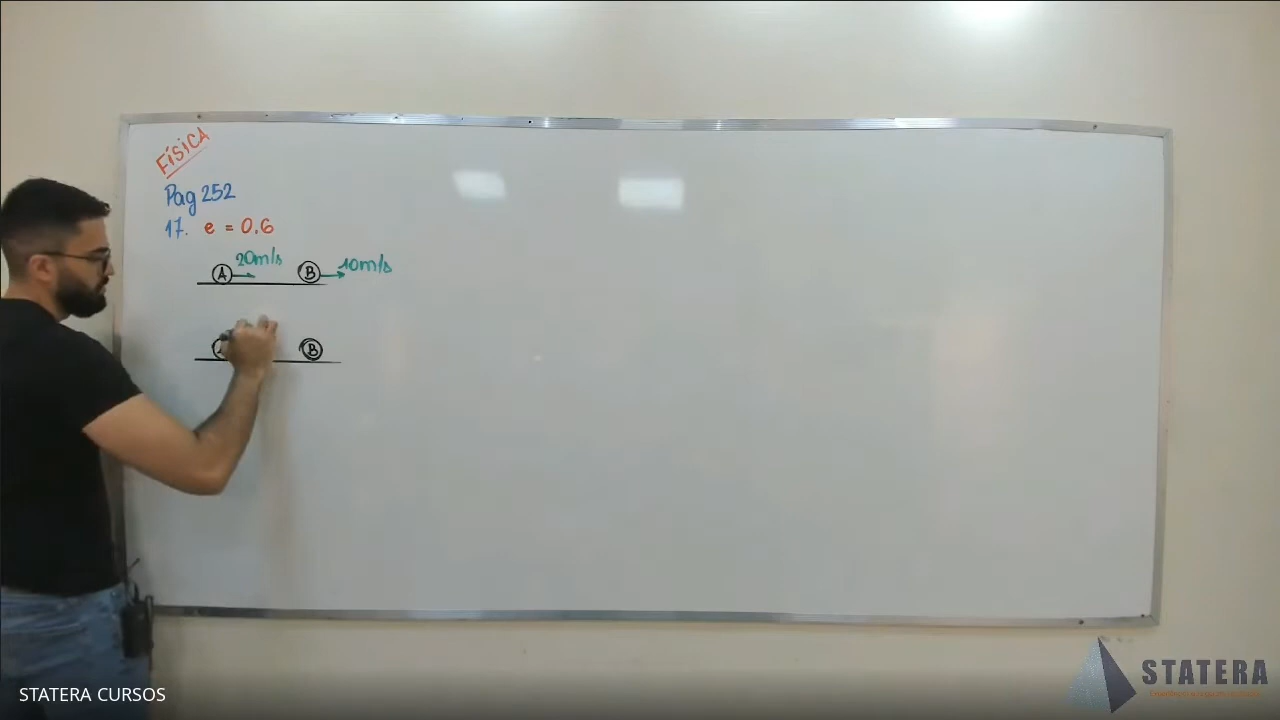 FÍSICA
Pag 252
17. e = 0,6
A 20m/s B 10m/s
B
STATERA CURSOS
STATERA